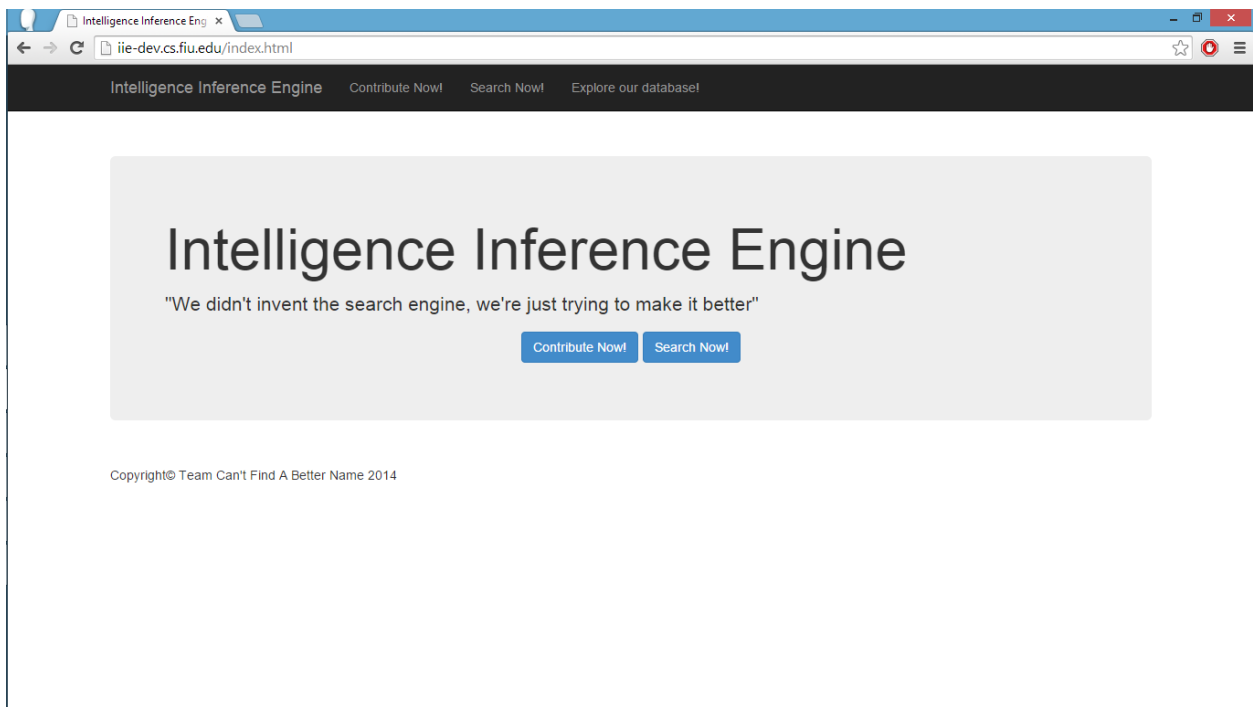 Intelligence Inference Eng
iie-dev.cs.fiu.edu/index.html
Intelligence Inference Engine Contribute Now! Search Now! Explore our database!
Intelligence Inference Engine
"We didn't invent the search engine, we're just trying to make it better"
Contribute Now! Search Now!
Copyright© Team Can't Find A Better Name 2014